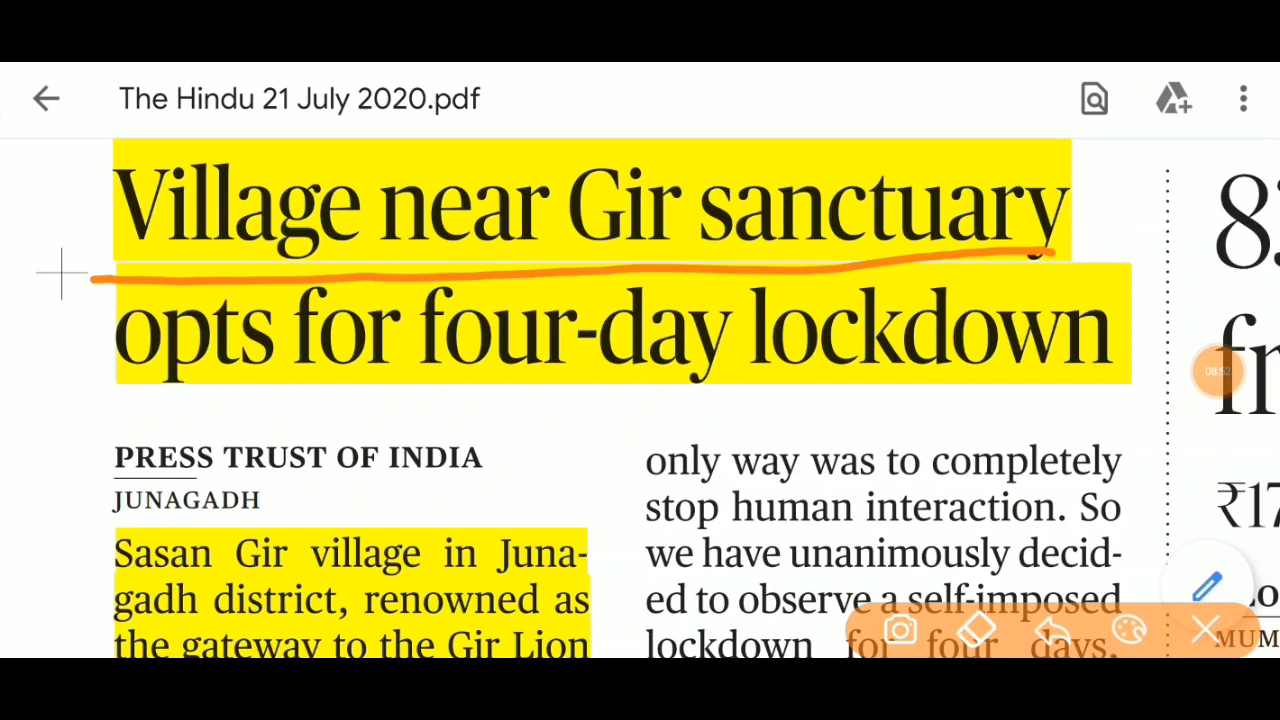 The Hindu 21 July 2020.pdf
Village near Gir sanctuary
opts for four-day lockdown
PRESS TRUST OF INDIA
JUNAGADH
Sasan Gir village in Juna-
gadh district, renowned as
the gateway to the Gir Lion
only way was to completely
stop human interaction. So
we have unanimously decid-
ed to observe a self-imposed
lockdown for four days,
08:52
₹17